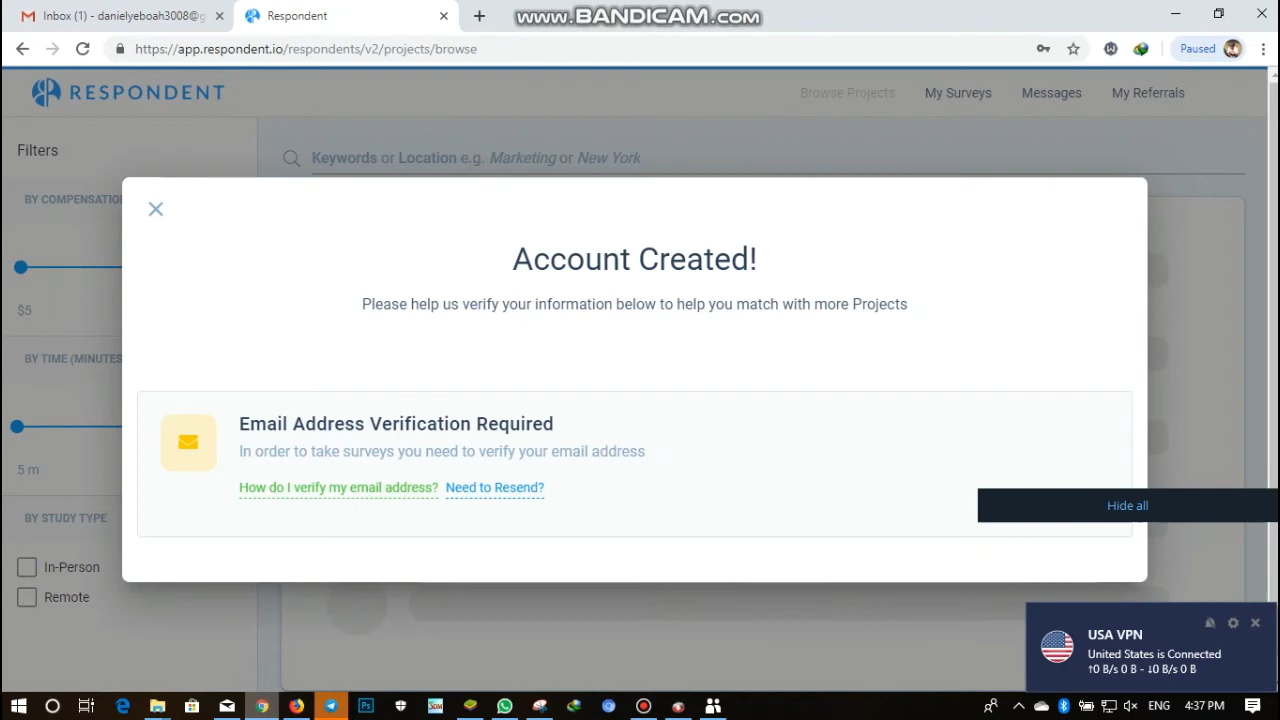 Inbox (1) - danielyeboah3008@g
Respondent
www.BANDICAM.com
https://app.respondent.io/respondents/v2/projects/browse
Paused
RESPONDENT
Browse Projects
My Surveys
Messages
My Referrals
Filters
Keywords or Location e.g. Marketing or New York
BY COMPENSATION
$5
BY TIME (MINUTES
5 m
BY STUDY TYPE
In-Person
Remote
Account Created!
Please help us verify your information below to help you match with more Projects
Email Address Verification Required
In order to take surveys you need to verify your email address
How do I verify my email address? Need to Resend?
Hide all
USA VPN
United States is Connected
↑0 B/s 0 B - ↓0 B/s 0 B
4:37 PM